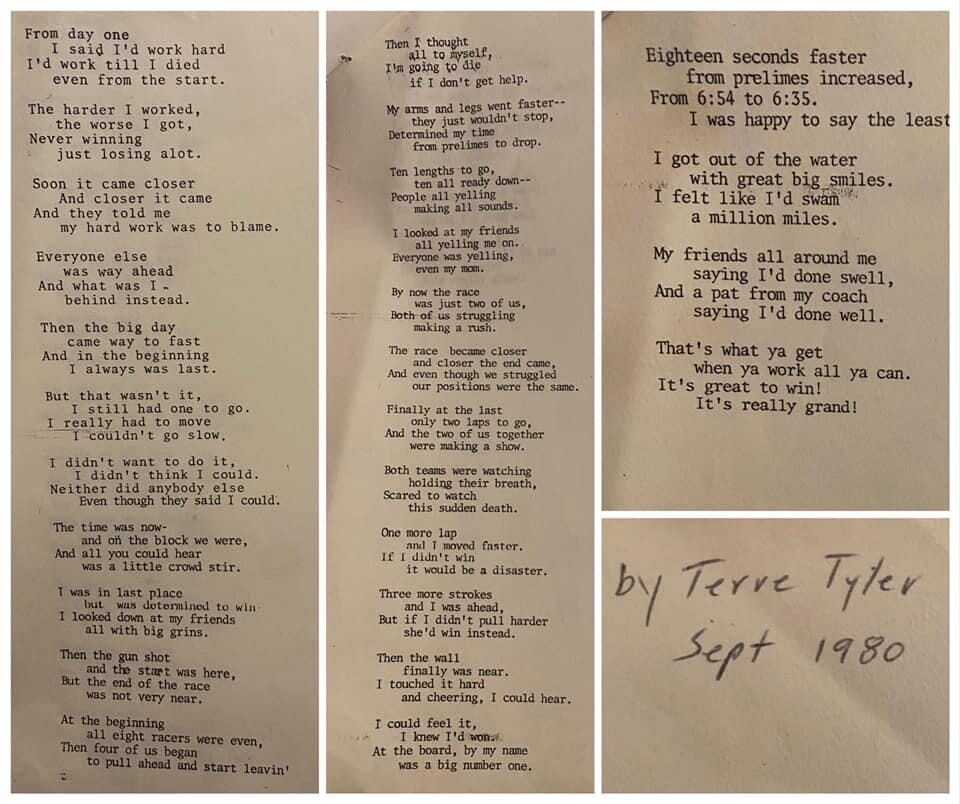 From day one
I said I'd work hard
I'd work till I died
even from the start.
The harder I worked,
the worse I got,
Never winning
just losing alot.
Soon it came closer
And closer it came
And they told me
my hard work was to blame.
Everyone else
was way ahead
And what was I -
behind instead.
Then the big day
came way to fast
And in the beginning
I always was last.
But that wasn't it,
I still had one to go.
I really had to move
I couldn't go slow.
I didn't want to do it,
I didn't think I could.
Neither did anybody else
Even though they said I could.
The time was now-
and on the block we were,
And all you could hear
was a little crowd stir.
I was in last place
but was determined to win
I looked down at my friends
all with big grins.
Then the gun shot
and the start was here,
But the end of the race
was not very near.
At the beginning
all eight racers were even,
Then four of us began
to pull ahead and start leavin'
Then I thought
all to myself,
I'm going to die
if I don't get help.
My arms and legs went faster--
they just wouldn't stop,
Determined my time
from prelimes to drop.
Ten lengths to go,
ten all ready down--
People all yelling
making all sounds.
I looked at my friends
all yelling me on.
Everyone was yelling,
even my mom.
By now the race
was just two of us,
Both of us struggling
making a rush.
The race became closer
and closer the end came,
And even though we struggled
our positions were the same.
Finally at the last
only two laps to go,
And the two of us together
were making a show.
Both teams were watching
holding their breath,
Scared to watch
this sudden death.
One more lap
and I moved faster.
If I didn't win
it would be a disaster.
Three more strokes
and I was ahead,
But if I didn't pull harder
she'd win instead.
Then the wall
finally was near.
I touched it hard
and cheering, I could hear.
I could feel it,
I knew I'd won.
At the board, by my name
was a big number one.
Eighteen seconds faster
from prelimes increased,
From 6:54 to 6:35.
I was happy to say the least
I got out of the water
with great big smiles.
I felt like I'd swam
a million miles.
My friends all around me
saying I'd done swell,
And a pat from my coach
saying I'd done well.
That's what ya get
when ya work all ya can.
It's great to win!
It's really grand!
by Terre Tyler
Sept 1980